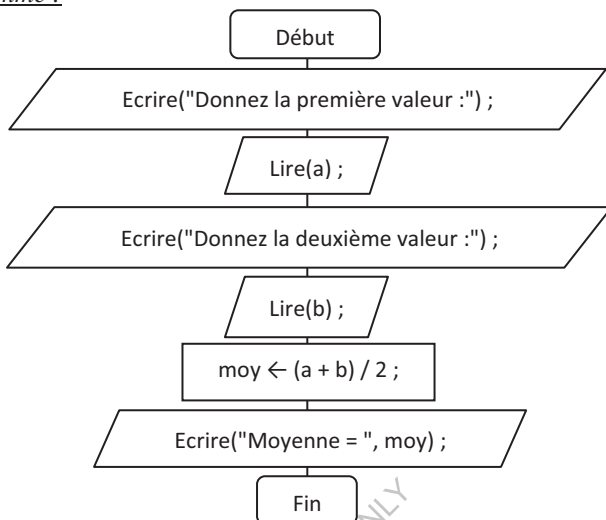 Début
Ecrire("Donnez la première valeur :") ;
Lire(a) ;
Ecrire("Donnez la deuxième valeur :") ;
Lire(b) ;
moy ← (a + b) / 2 ;
Ecrire("Moyenne = ", moy) ;
Fin